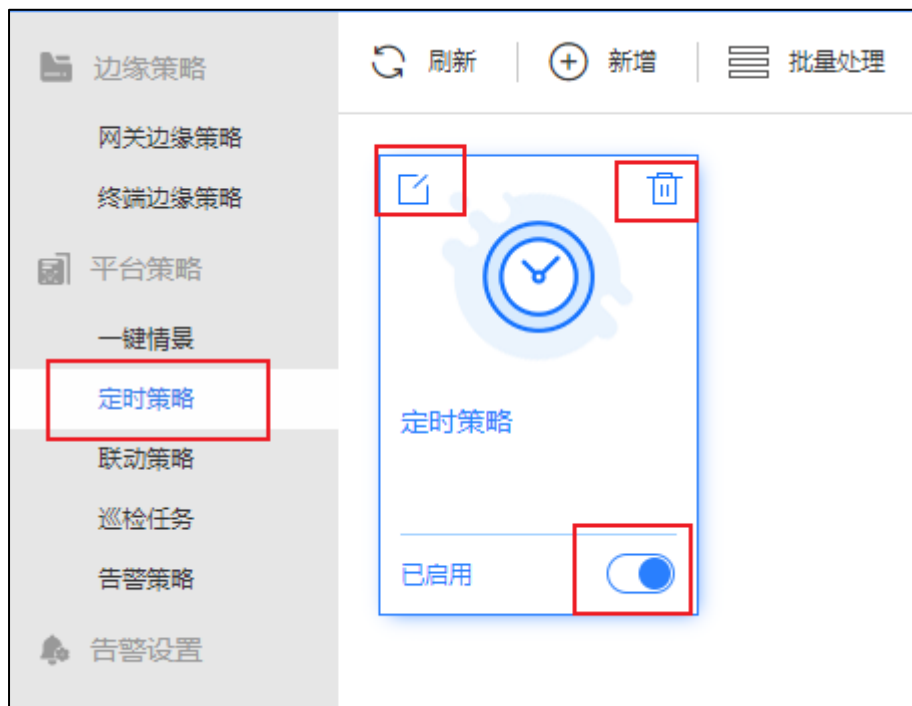 边缘策略
网关边缘策略
终端边缘策略
平台策略
一键情景
定时策略
联动策略
巡检任务
告警策略
告警设置
刷新 新增 批量处理
定时策略
已启用